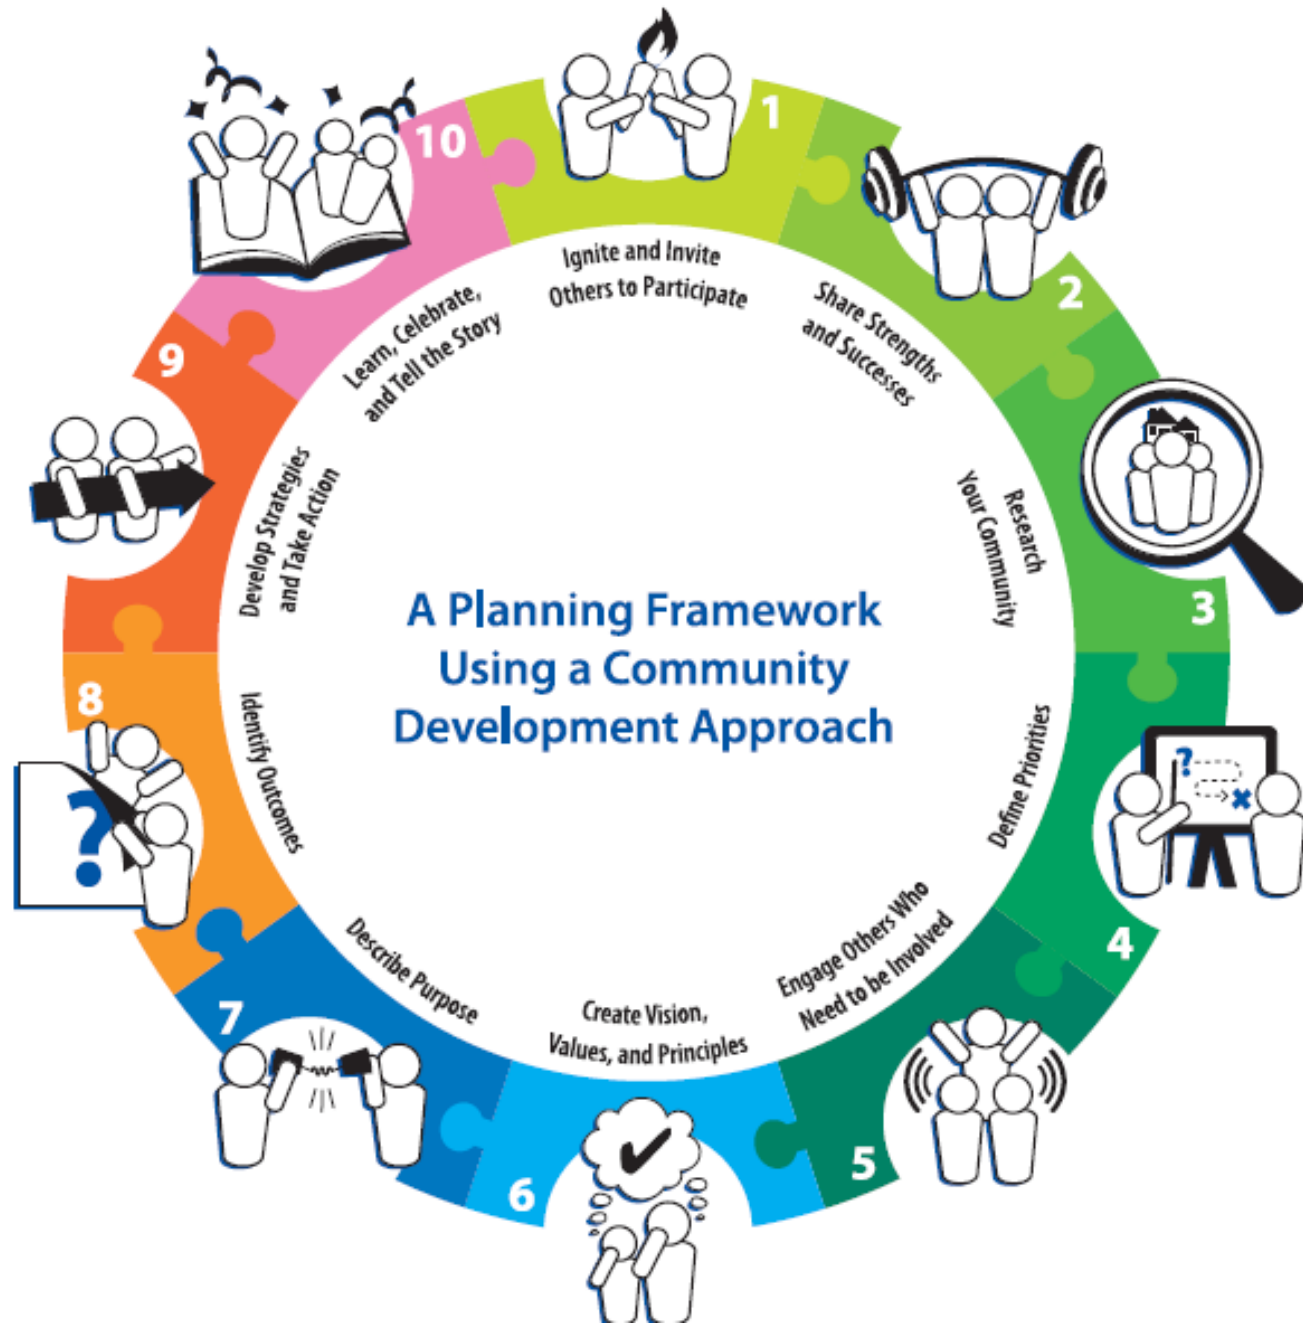 A Planning Framework
Using a Community
Development Approach
1
Ignite and Invite
Others to Participate
2
Share Strengths
and Successes
3
Research
Your Community
4
Define Priorities
?
5
Engage Others Who
Need to be Involved
6
Create Vision,
Values, and Principles
7
Describe Purpose
8
Identify Outcomes
?
9
Develop Strategies
and Take Action
10
Learn, Celebrate,
and Tell the Story